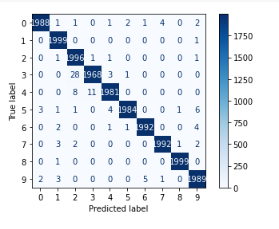 0 1988 1 1 0 1 2 1 4 0 2
1 0 1999 0 0 0 0 0 0 0 1
2 0 1 1996 1 1 0 0 0 0 0
3 0 0 28 1968 3 1 0 0 0 0
4 0 0 8 11 1981 0 0 0 0 0
5 3 1 1 0 4 1984 0 0 1 6
6 0 2 0 0 1 1 1992 0 0 4
7 0 3 2 0 0 0 0 1992 1 2
8 0 1 0 0 0 0 0 0 1999 0
9 2 3 0 0 0 0 5 1 0 1989
0 1 2 3 4 5 6 7 8 9
Predicted label
True label
1750
1500
1250
1000
750
500
250
0